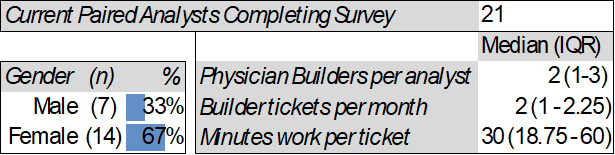 Current Paired Analysts Completing Survey 21
Median (IQR)
Gender (n) % Physician Builders per analyst 2 (1-3)
Male (7) 33% Builder tickets per month 2 (1 - 2.25)
Female (14) 67% Minutes work per ticket 30 (18.75 - 60)